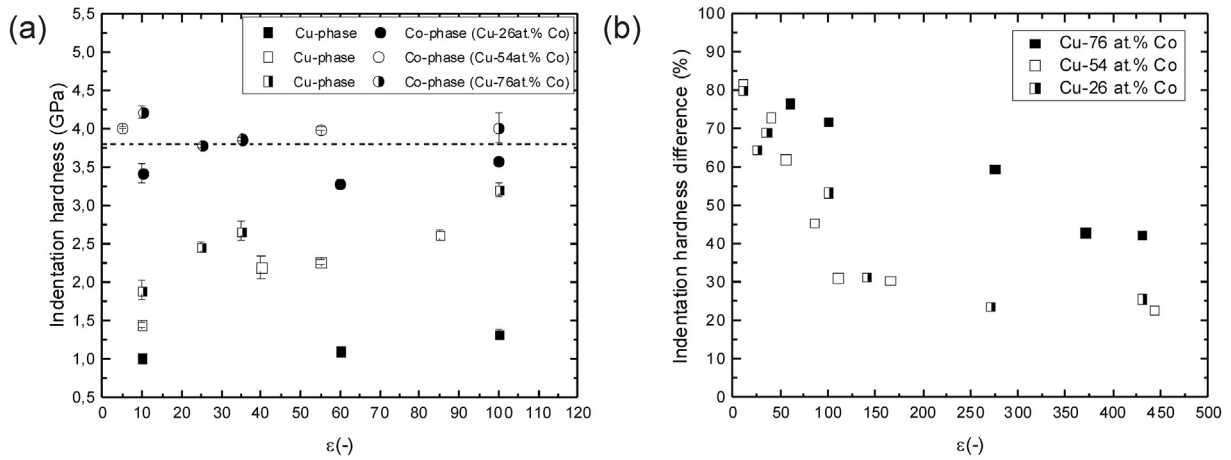 (a)
5,5
5,0
4,5
4,0
3,5
3,0
2,5
2,0
1,5
1,0
0,5
Indentation hardness (GPa)
Cu-phase Co-phase (Cu-26at.% Co)
Cu-phase Co-phase (Cu-54at.% Co)
Cu-phase Co-phase (Cu-76at.% Co)
0 10 20 30 40 50 60 70 80 90 100 110 120
ε(-)
(b)
100
90
80
70
60
50
40
30
20
10
0
Indentation hardness difference (%)
Cu-76 at.% Co
Cu-54 at.% Co
Cu-26 at.% Co
0 50 100 150 200 250 300 350 400 450 500
ε(-)